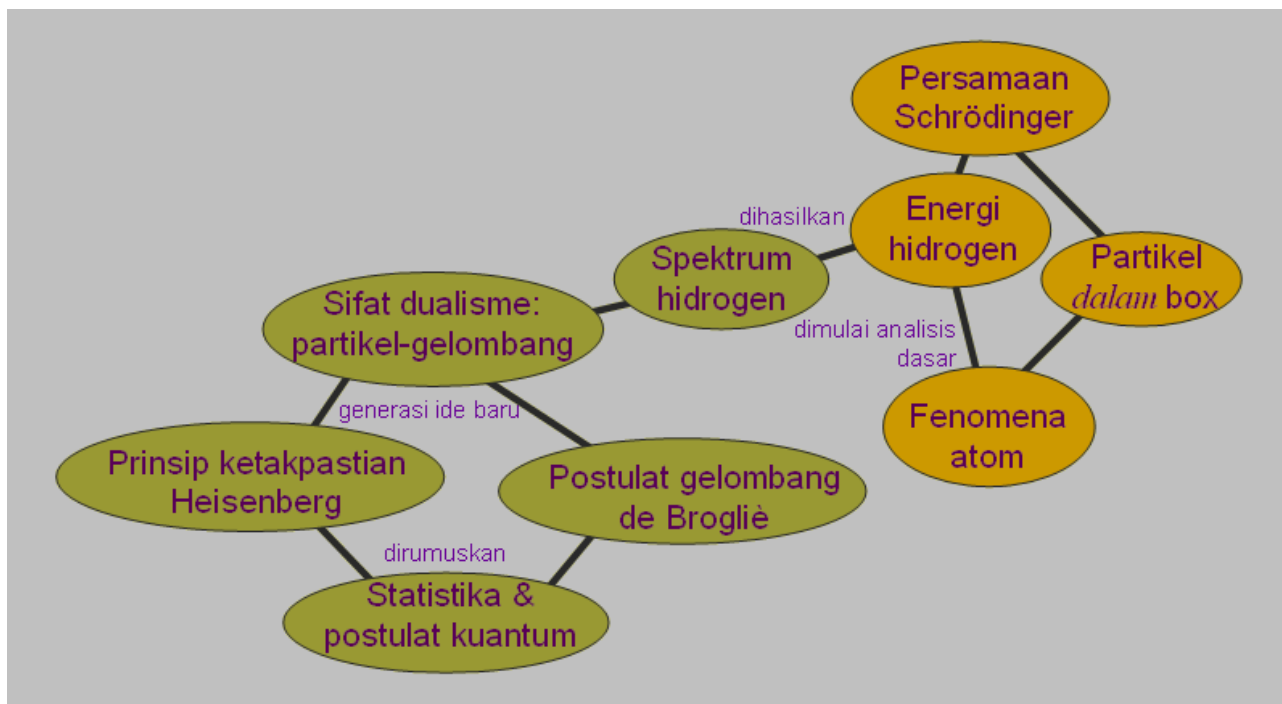 Persamaan
Schrödinger
dihasilkan
Energi
hidrogen
Spektrum
hidrogen
Partikel
dalam box
Sifat dualisme:
partikel-gelombang
dimulai analisis
dasar
generasi ide baru
Fenomena
atom
Prinsip ketakpastian
Heisenberg
Postulat gelombang
de Brogliè
dirumuskan
Statistika &
postulat kuantum